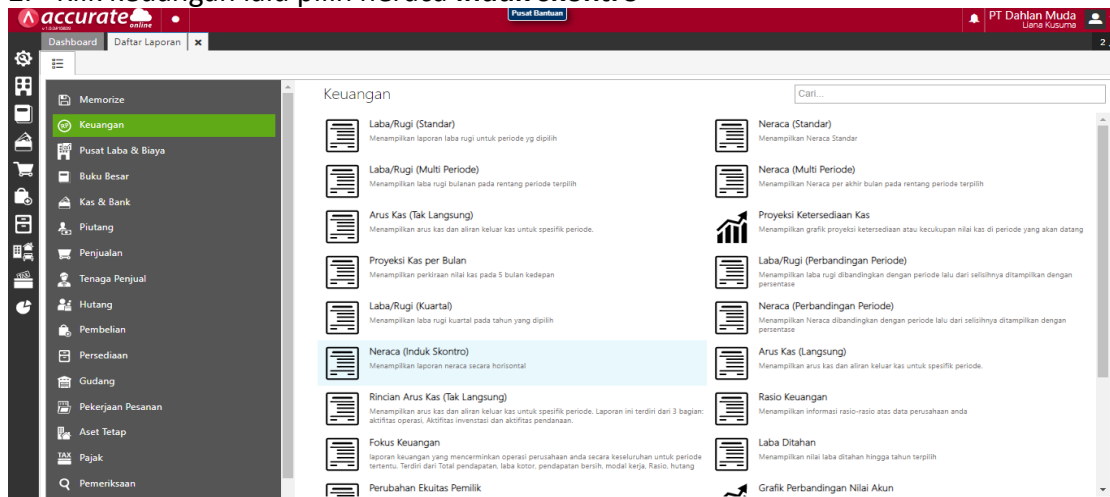 2. Klik keuangan lalu pilih neraca induk skontro
accurate
online
Pusat Bantuan
PT Dahlan Muda
Liana Kusuma
Dashboard
Daftar Laporan
2
Memorize
Keuangan
Pusat Laba & Biaya
Buku Besar
Kas & Bank
Piutang
Penjualan
Tenaga Penjual
Hutang
Pembelian
Persediaan
Gudang
Pekerjaan Pesanan
Aset Tetap
TAX Pajak
Pemeriksaan
Keuangan
Cari...
Laba/Rugi (Standar)
Menampilkan laporan laba rugi untuk periode yg dipilih
Neraca (Standar)
Menampilkan Neraca Standar
Laba/Rugi (Multi Periode)
Menampilkan laba rugi bulanan pada rentang periode terpilih
Neraca (Multi Periode)
Menampilkan Neraca per akhir bulan pada rentang periode terpilih
Arus Kas (Tak Langsung)
Menampilkan arus kas dan aliran keluar kas untuk spesifik periode.
Proyeksi Ketersediaan Kas
Menampilkan grafik proyeksi ketersediaan atau kecukupan nilai kas di periode yang akan datang
Proyeksi Kas per Bulan
Menampilkan perkiraan nilai kas pada 5 bulan kedepan
Laba/Rugi (Perbandingan Periode)
Menampilkan laba rugi dibandingkan dengan periode lalu dari selisihnya ditampilkan dengan
persentase
Laba/Rugi (Kuartal)
Menampilkan laba rugi kuartal pada tahun yang dipilih
Neraca (Perbandingan Periode)
Menampilkan Neraca dibandingkan dengan periode lalu dari selisihnya ditampilkan dengan
persentase
Neraca (Induk Skontro)
Menampilkan laporan neraca secara horisontal
Arus Kas (Langsung)
Menampilkan arus kas dan aliran keluar kas untuk spesifik periode.
Rincian Arus Kas (Tak Langsung)
Menampilkan arus kas dan aliran keluar kas untuk spesifik periode. Laporan ini terdiri dari 3 bagian:
aktifitas operasi, Aktifitas invenstasi dan aktifitas pendanaan.
Rasio Keuangan
Menampilkan informasi rasio-rasio atas data perusahaan anda
Fokus Keuangan
laporan keuangan yang mencerminkan operasi perusahaan anda secara keseluruhan untuk periode
tertentu. Terdiri dari Total pendapatan, laba kotor, pendapatan bersih, modal kerja, Rasio, hutang
Laba Ditahan
Menampilkan nilai laba ditahan hingga tahun terpilih
Perubahan Ekuitas Pemilik
Grafik Perbandingan Nilai Akun